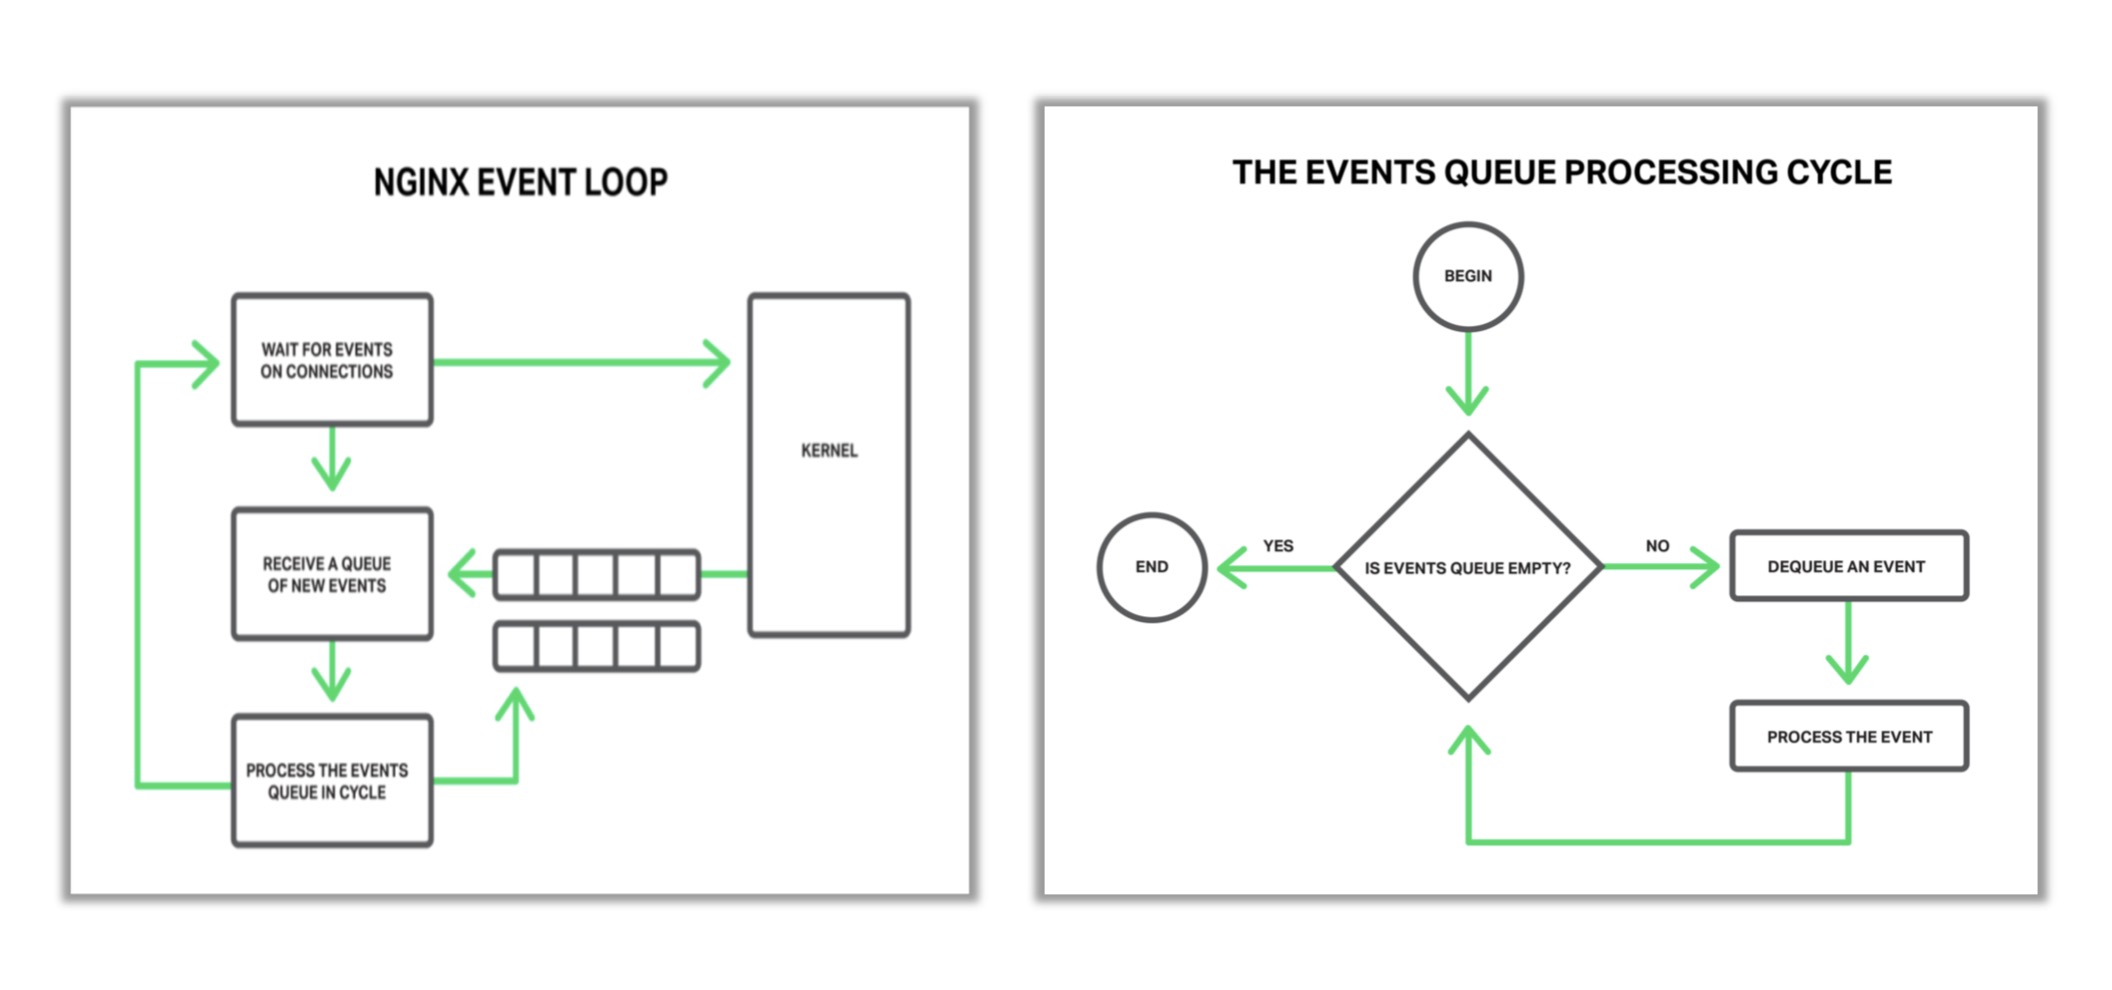 NGINX EVENT LOOP
WAIT FOR EVENTS
ON CONNECTIONS
KERNEL
RECEIVE A QUEUE
OF NEW EVENTS
PROCESS THE EVENTS
QUEUE IN CYCLE
THE EVENTS QUEUE PROCESSING CYCLE
BEGIN
YES
NO
END
IS EVENTS QUEUE EMPTY?
DEQUEUE AN EVENT
PROCESS THE EVENT